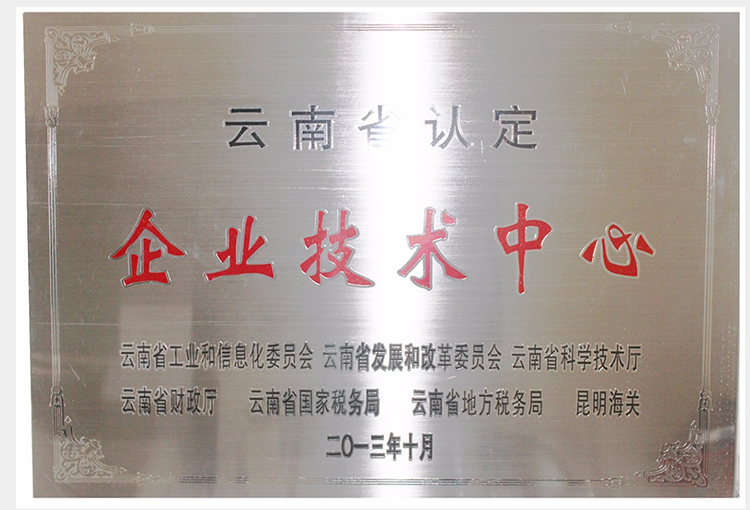 云南省认定
企业技术中心
云南省工业和信息化委员会 云南省发展和改革委员会 云南省科学技术厅
云南省财政厅 云南省国家税务局 云南省地方税务局 昆明海关
二〇一三年十月